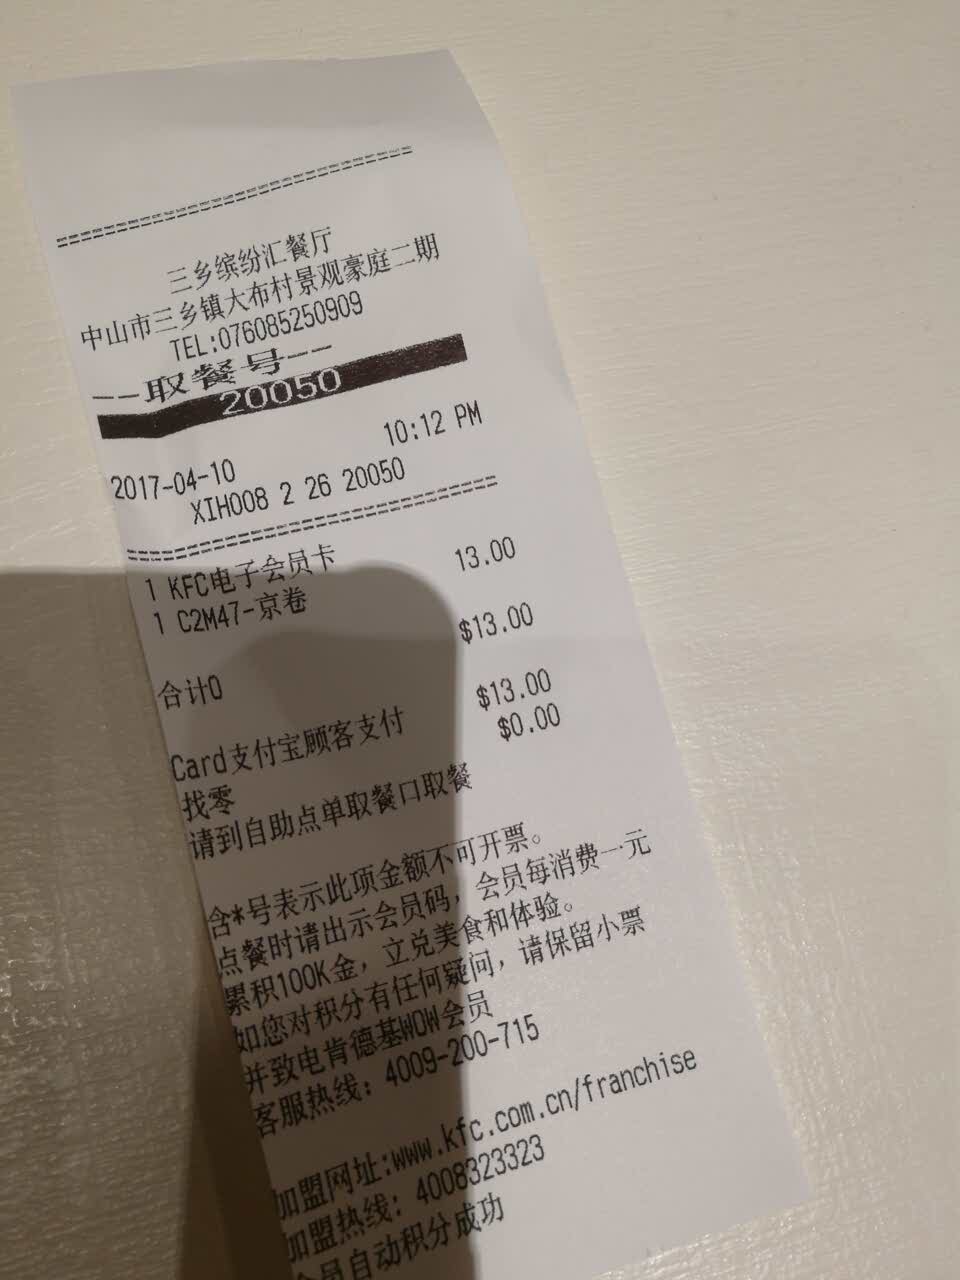 三乡缤纷汇餐厅
中山市三乡镇大布村景观豪庭二期
TEL:076085250909
--取餐号--
20050
2017-04-10 10:12 PM
XIH008 2 26 20050
1 KFC电子会员卡
1 C2M47-京卷 13.00
合计0 $13.00
Card支付宝顾客支付 $13.00
找零 $0.00
请到自助点单取餐口取餐
含*号表示此项金额不可开票。
点餐时请出示会员码，会员每消费一元
累积100K金，立兑美食和体验。
如您对积分有任何疑问，请保留小票
并致电肯德基WOW会员
客服热线：4009-200-715
加盟网址:www.kfc.com.cn/franchise
加盟热线：4008323323
会员自动积分成功